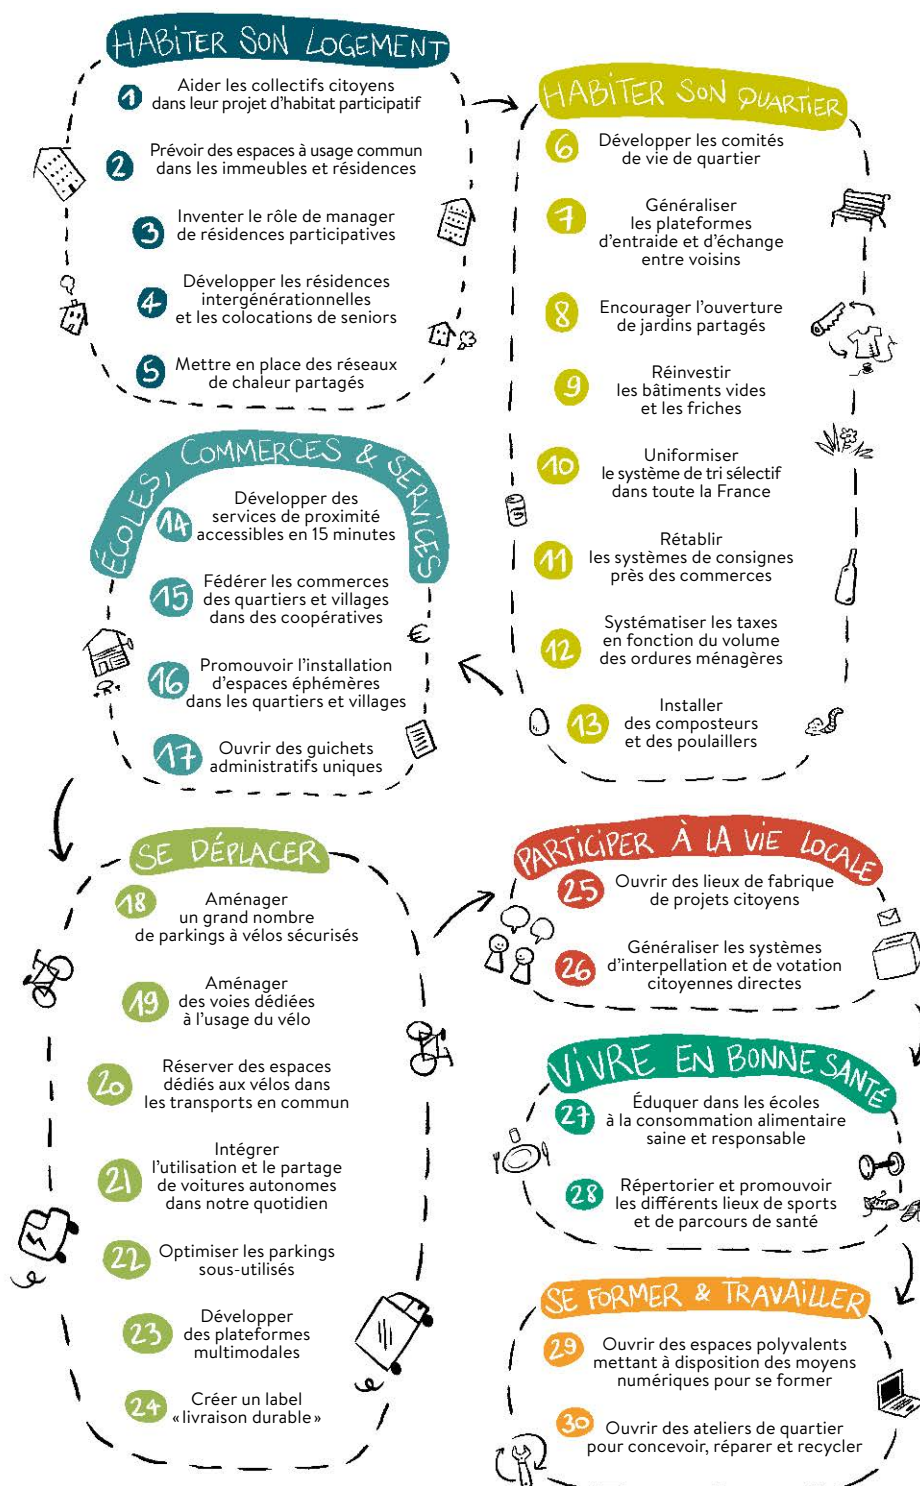 HABITER SON LOGEMENT
1
Aider les collectifs citoyens
dans leur projet d'habitat participatif
2
Prévoir des espaces à usage commun
dans les immeubles et résidences
3
Inventer le rôle de manager
de résidences participatives
4
Développer les résidences
intergénérationnelles
et les colocations de seniors
5
Mettre en place des réseaux
de chaleur partagés
HABITER SON QUARTIER
6
Développer les comités
de vie de quartier
7
Généraliser
les plateformes
d'entraide et d'échange
entre voisins
8
Encourager l'ouverture
de jardins partagés
9
Réinvestir
les bâtiments vides
et les friches
10
Uniformiser
le système de tri sélectif
dans toute la France
11
Rétablir
les systèmes de consignes
près des commerces
12
Systématiser les taxes
en fonction du volume
des ordures ménagères
13
Installer
des composteurs
et des poulaillers
ÉCOLES, COMMERCES & SERVICES
14
Développer des
services de proximité
accessibles en 15 minutes
15
Fédérer les commerces
des quartiers et villages
dans des coopératives
€
16
Promouvoir l'installation
d'espaces éphémères
dans les quartiers et villages
17
Ouvrir des guichets
administratifs uniques
SE DÉPLACER
18
Aménager
un grand nombre
de parkings à vélos sécurisés
19
Aménager
des voies dédiées
à l'usage du vélo
20
Réserver des espaces
dédiés aux vélos dans
les transports en commun
21
Intégrer
l'utilisation et le partage
de voitures autonomes
dans notre quotidien
22
Optimiser les parkings
sous-utilisés
23
Développer
des plateformes
multimodales
24
Créer un label
«livraison durable»
PARTICIPER À LA VIE LOCALE
25
Ouvrir des lieux de fabrique
de projets citoyens
26
Généraliser les systèmes
d'interpellation et de votation
citoyennes directes
VIVRE EN BONNE SANTÉ
27
Éduquer dans les écoles
à la consommation alimentaire
saine et responsable
28
Répertorier et promouvoir
les différents lieux de sports
et de parcours de santé
SE FORMER & TRAVAILLER
29
Ouvrir des espaces polyvalents
mettant à disposition des moyens
numériques pour se former
30
Ouvrir des ateliers de quartier
pour concevoir, réparer et recycler